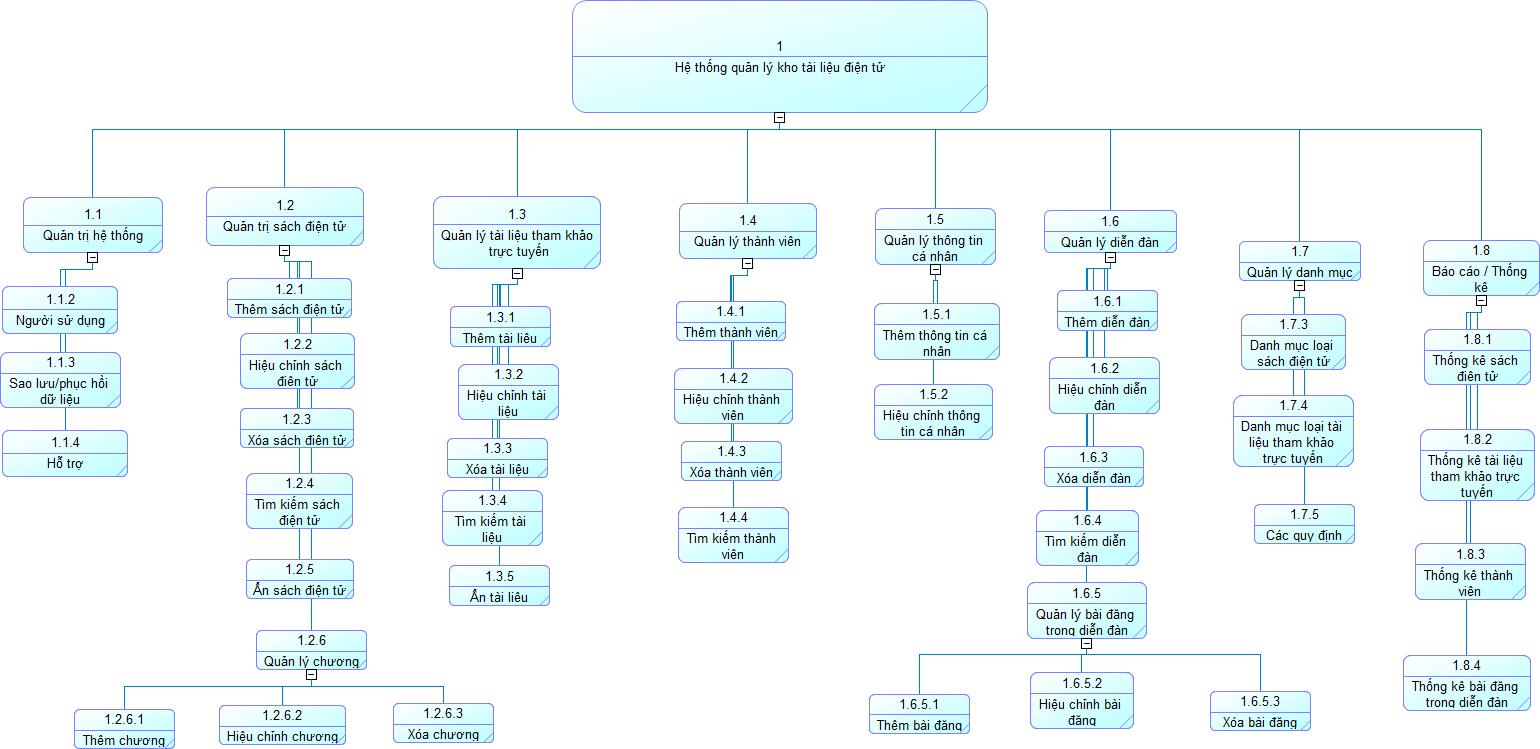 1
Hệ thống quản lý kho tài liệu điện tử
1.1
Quản trị hệ thống
1.1.2
Người sử dụng
1.1.3
Sao lưu/phục hồi
dữ liệu
1.1.4
Hỗ trợ
1.2
Quản trị sách điện tử
1.2.1
Thêm sách điện tử
1.2.2
Hiệu chỉnh sách
điện tử
1.2.3
Xóa sách điện tử
1.2.4
Tìm kiếm sách
điện tử
1.2.5
Ẩn sách điện tử
1.2.6
Quản lý chương
1.2.6.1
Thêm chương
1.2.6.2
Hiệu chỉnh chương
1.2.6.3
Xóa chương
1.3
Quản lý tài liệu tham khảo
trực tuyến
1.3.1
Thêm tài liệu
1.3.2
Hiệu chỉnh tài
liệu
1.3.3
Xóa tài liệu
1.3.4
Tìm kiếm tài
liệu
1.3.5
Ẩn tài liệu
1.4
Quản lý thành viên
1.4.1
Thêm thành viên
1.4.2
Hiệu chỉnh thành
viên
1.4.3
Xóa thành viên
1.4.4
Tìm kiếm thành
viên
1.5
Quản lý thông tin
cá nhân
1.5.1
Thêm thông tin cá
nhân
1.5.2
Hiệu chỉnh thông
tin cá nhân
1.6
Quản lý diễn đàn
1.6.1
Thêm diễn đàn
1.6.2
Hiệu chỉnh diễn
đàn
1.6.3
Xóa diễn đàn
1.6.4
Tìm kiếm diễn
đàn
1.6.5
Quản lý bài đăng
trong diễn đàn
1.6.5.1
Thêm bài đăng
1.6.5.2
Hiệu chỉnh bài
đăng
1.6.5.3
Xóa bài đăng
1.7
Quản lý danh mục
1.7.3
Danh mục loại
sách điện tử
1.7.4
Danh mục loại tài
liệu tham khảo
trực tuyến
1.7.5
Các quy định
1.8
Báo cáo / Thống
kê
1.8.1
Thống kê sách
điện tử
1.8.2
Thống kê tài liệu
tham khảo trực
tuyến
1.8.3
Thống kê thành
viên
1.8.4
Thống kê bài đăng
trong diễn đàn